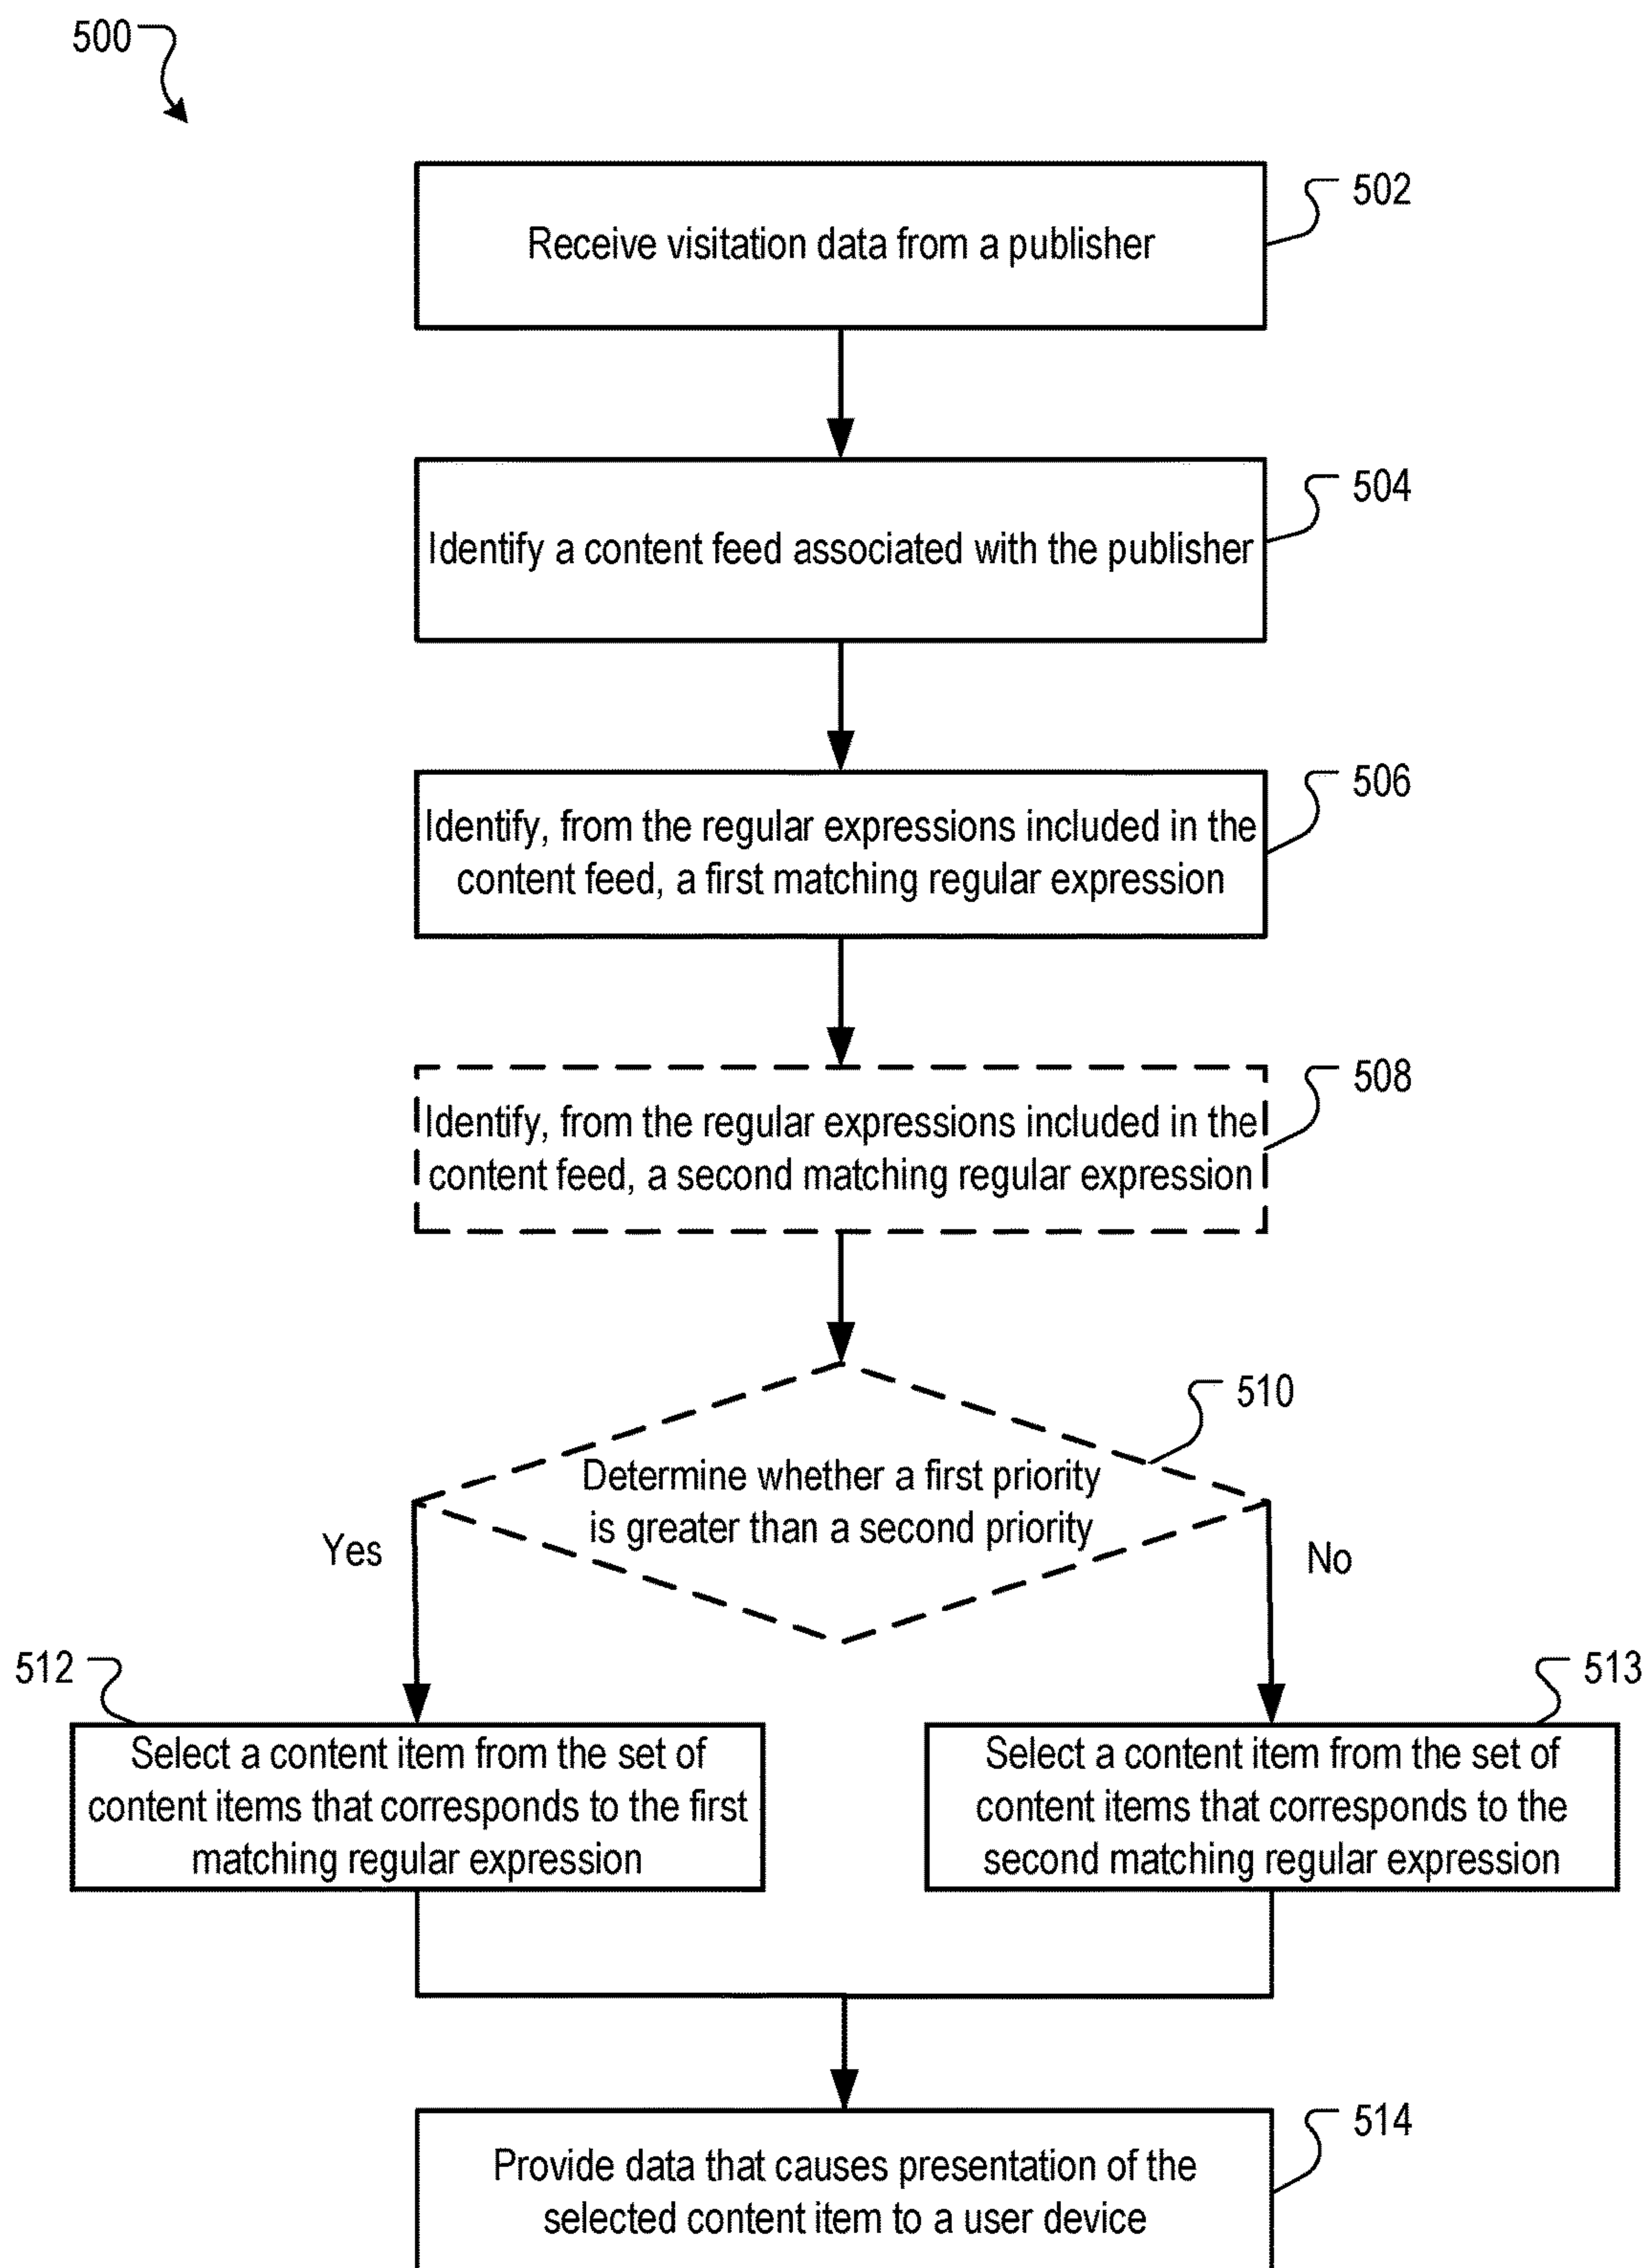 500
502
Receive visitation data from a publisher
504
Identify a content feed associated with the publisher
506
Identify, from the regular expressions included in the
content feed, a first matching regular expression
508
Identify, from the regular expressions included in the
content feed, a second matching regular expression
510
Determine whether a first priority
is greater than a second priority
Yes
No
512
513
Select a content item from the set of
content items that corresponds to the first
matching regular expression
Select a content item from the set of
content items that corresponds to the
second matching regular expression
514
Provide data that causes presentation of the
selected content item to a user device